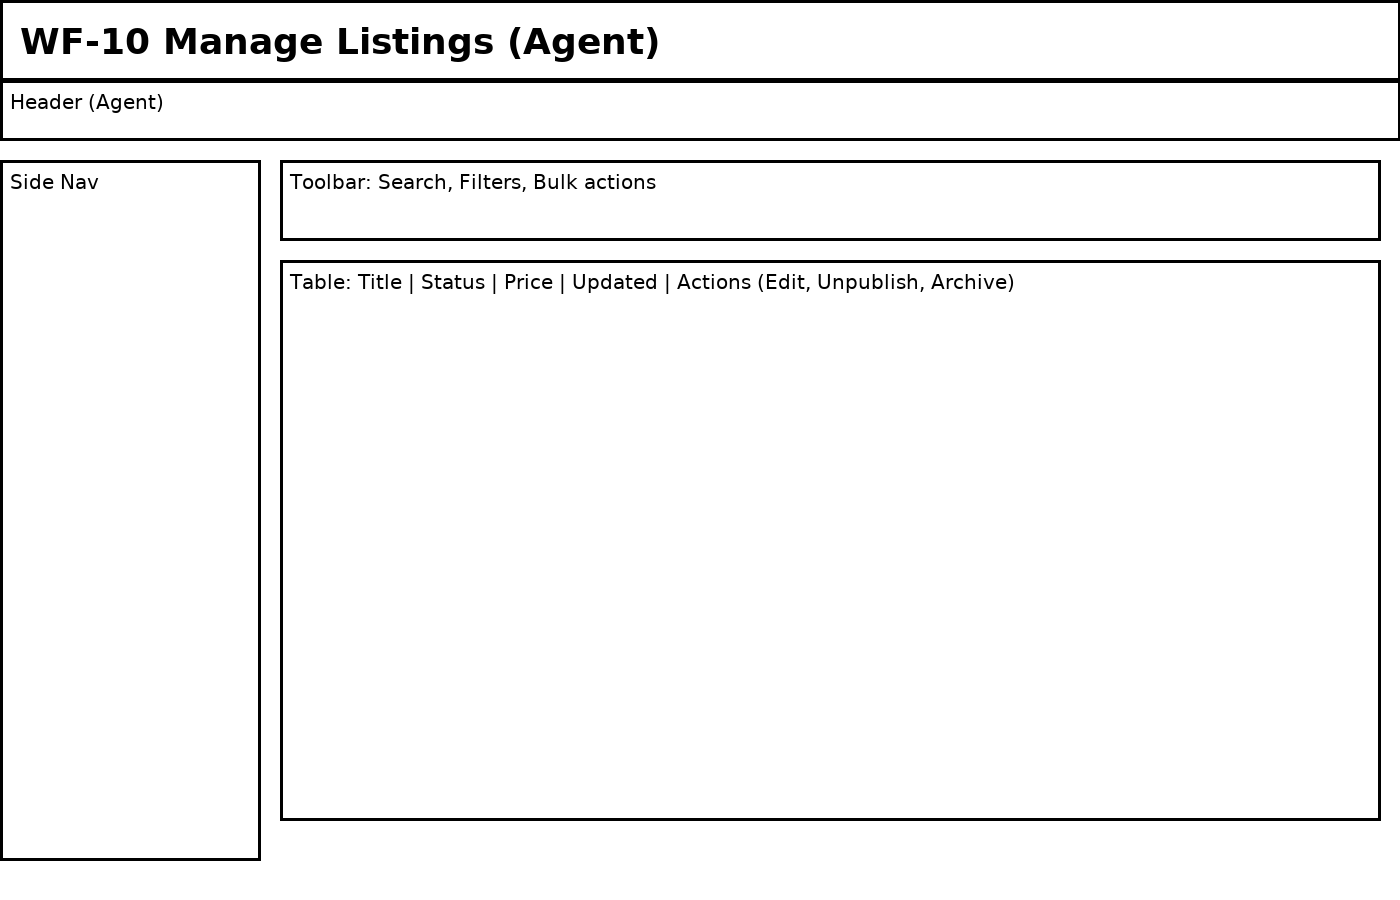 WF-10 Manage Listings (Agent)
Header (Agent)
Side Nav
Toolbar: Search, Filters, Bulk actions
Table: Title | Status | Price | Updated | Actions (Edit, Unpublish, Archive)